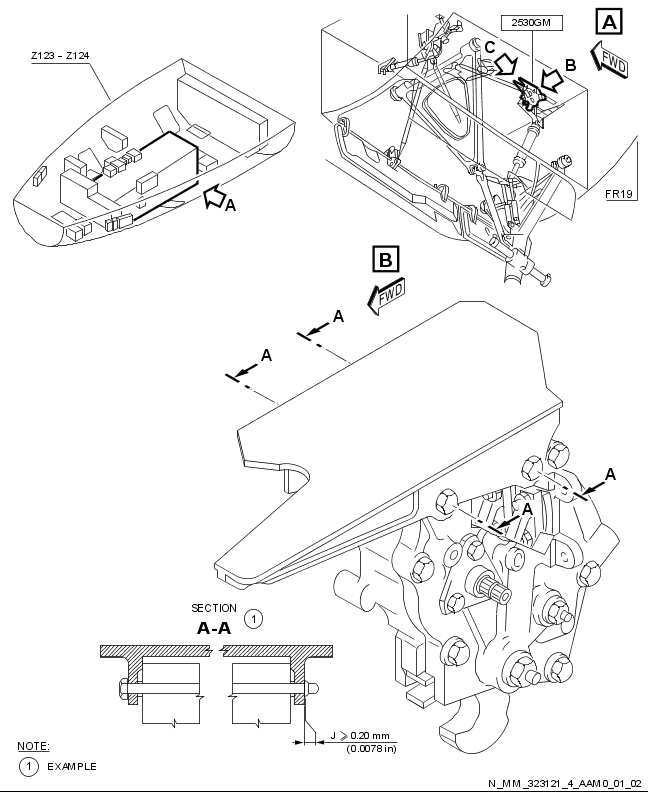 2530GM
A
Z123 - Z124
C
B
FWD
A
FR19
B
FWD
A
A
A
A
SECTION 1
A-A
J ⩾ 0.20 mm
(0.0078 in)
NOTE:
1 EXAMPLE
N_MM_323121_4_AAM0_01_02